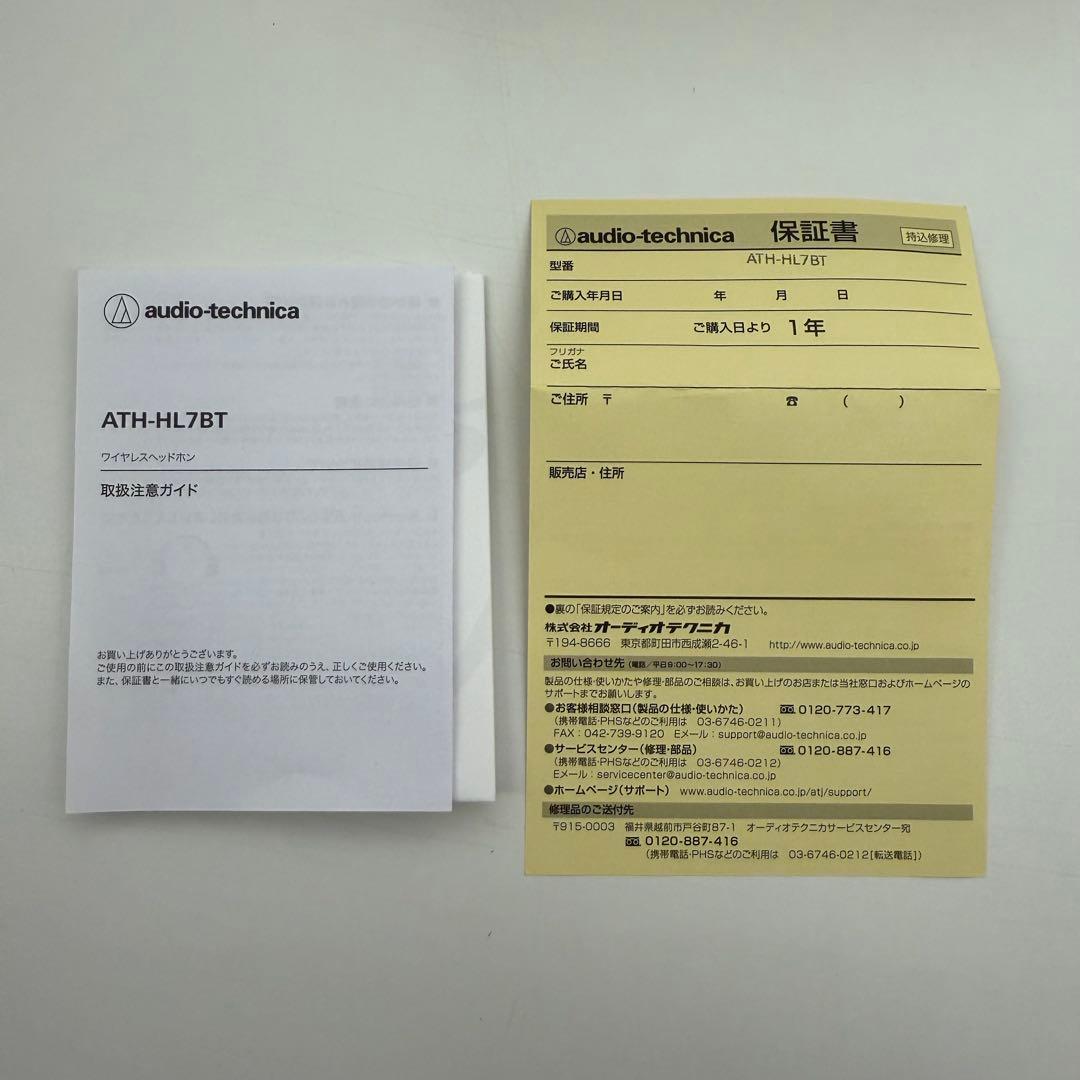 audio-technica
ATH-HL7BT
ワイヤレスヘッドホン
取扱注意ガイド
お買い上げありがとうございます。
ご使用の前にこの取扱注意ガイドを必ずお読みのうえ、正しくご使用ください。
また、保証書と一緒にいつでもすぐ読める場所に保管しておいてください。
audio-technica 保証書 持込修理
型番 ATH-HL7BT
ご購入年月日 年 月 日
保証期間 ご購入日より 1年
フリガナ
ご氏名
ご住所 〒 ☎ ( )
販売店・住所
●裏の「保証規定のご案内」を必ずお読みください。
株式会社オーディオテクニカ
〒194-8666 東京都町田市西成瀬2-46-1 http://www.audio-technica.co.jp
お問い合わせ先(電話/平日9:00〜17:30)
製品の仕様・使いかたや修理・部品のご相談は、お買い上げのお店または当社窓口およびホームページの
サポートまでお願いします。
●お客様相談窓口(製品の仕様・使いかた) 0120-773-417
(携帯電話・PHSなどのご利用は 03-6746-0211)
FAX:042-739-9120 Eメール:support@audio-technica.co.jp
●サービスセンター(修理・部品) 0120-887-416
(携帯電話・PHSなどのご利用は 03-6746-0212)
Eメール:servicecenter@audio-technica.co.jp
●ホームページ(サポート) www.audio-technica.co.jp/atj/support/
修理品のご送付先
〒915-0003 福井県越前市戸谷町87-1 オーディオテクニカサービスセンター宛
0120-887-416
(携帯電話・PHSなどのご利用は 03-6746-0212[転送電話])